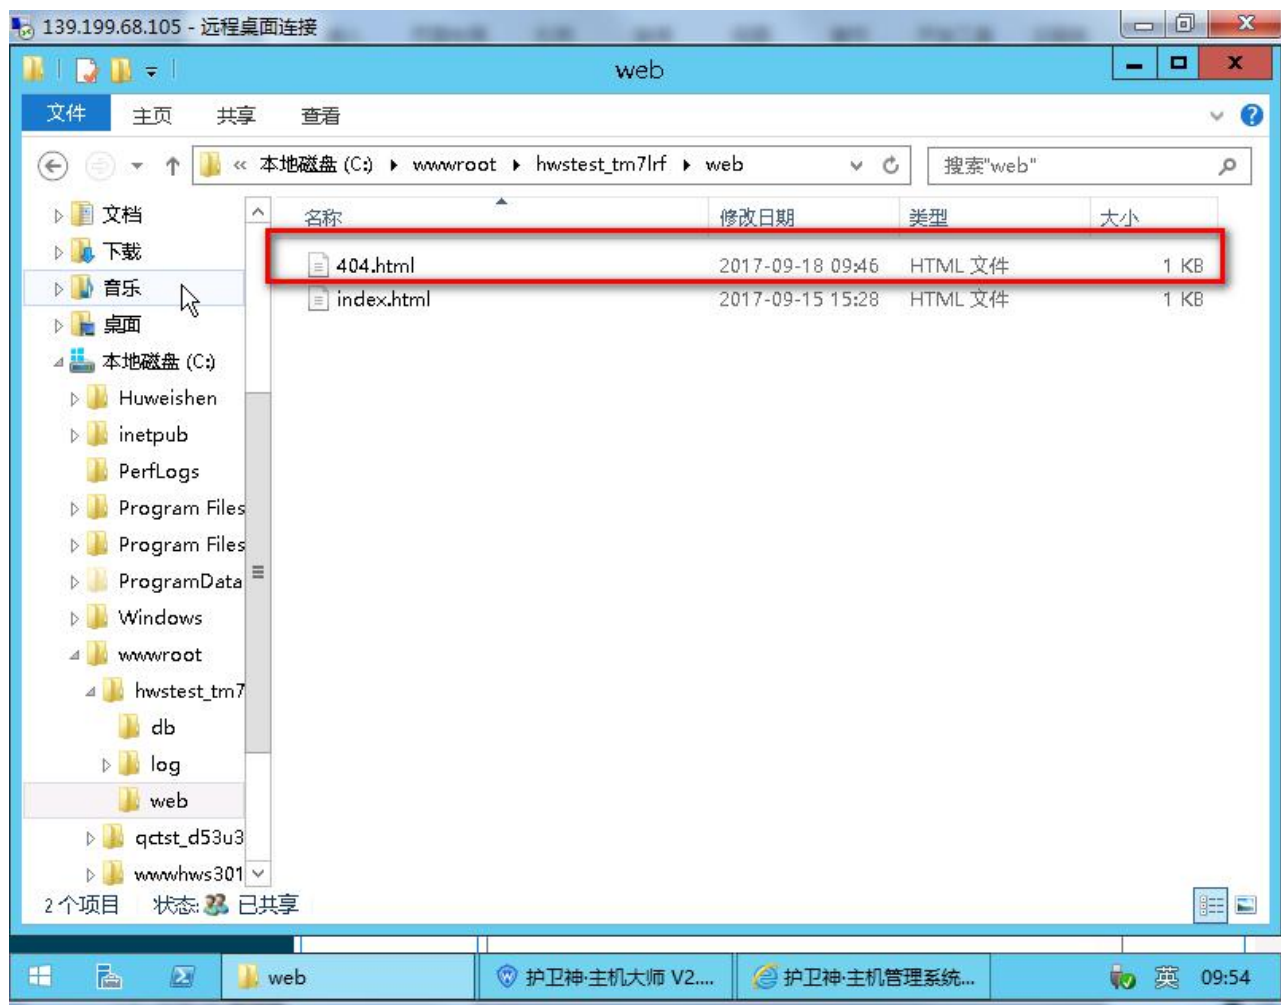 139.199.68.105 - 远程桌面连接
web
文件 主页 共享 查看
« 本地磁盘 (C:) ▸ wwwroot ▸ hwstest_tm7lrf ▸ web 搜索"web"
名称 修改日期 类型 大小
404.html 2017-09-18 09:46 HTML 文件 1 KB
index.html 2017-09-15 15:28 HTML 文件 1 KB
文档
下载
音乐
桌面
本地磁盘 (C:)
Huweishen
inetpub
PerfLogs
Program Files
Program Files
ProgramData
Windows
wwwroot
hwstest_tm7
db
log
web
qctst_d53u3
wwwhws301
2 个项目 状态: 已共享
web 护卫神·主机大师 V2.... 护卫神·主机管理系统... 英 09:54